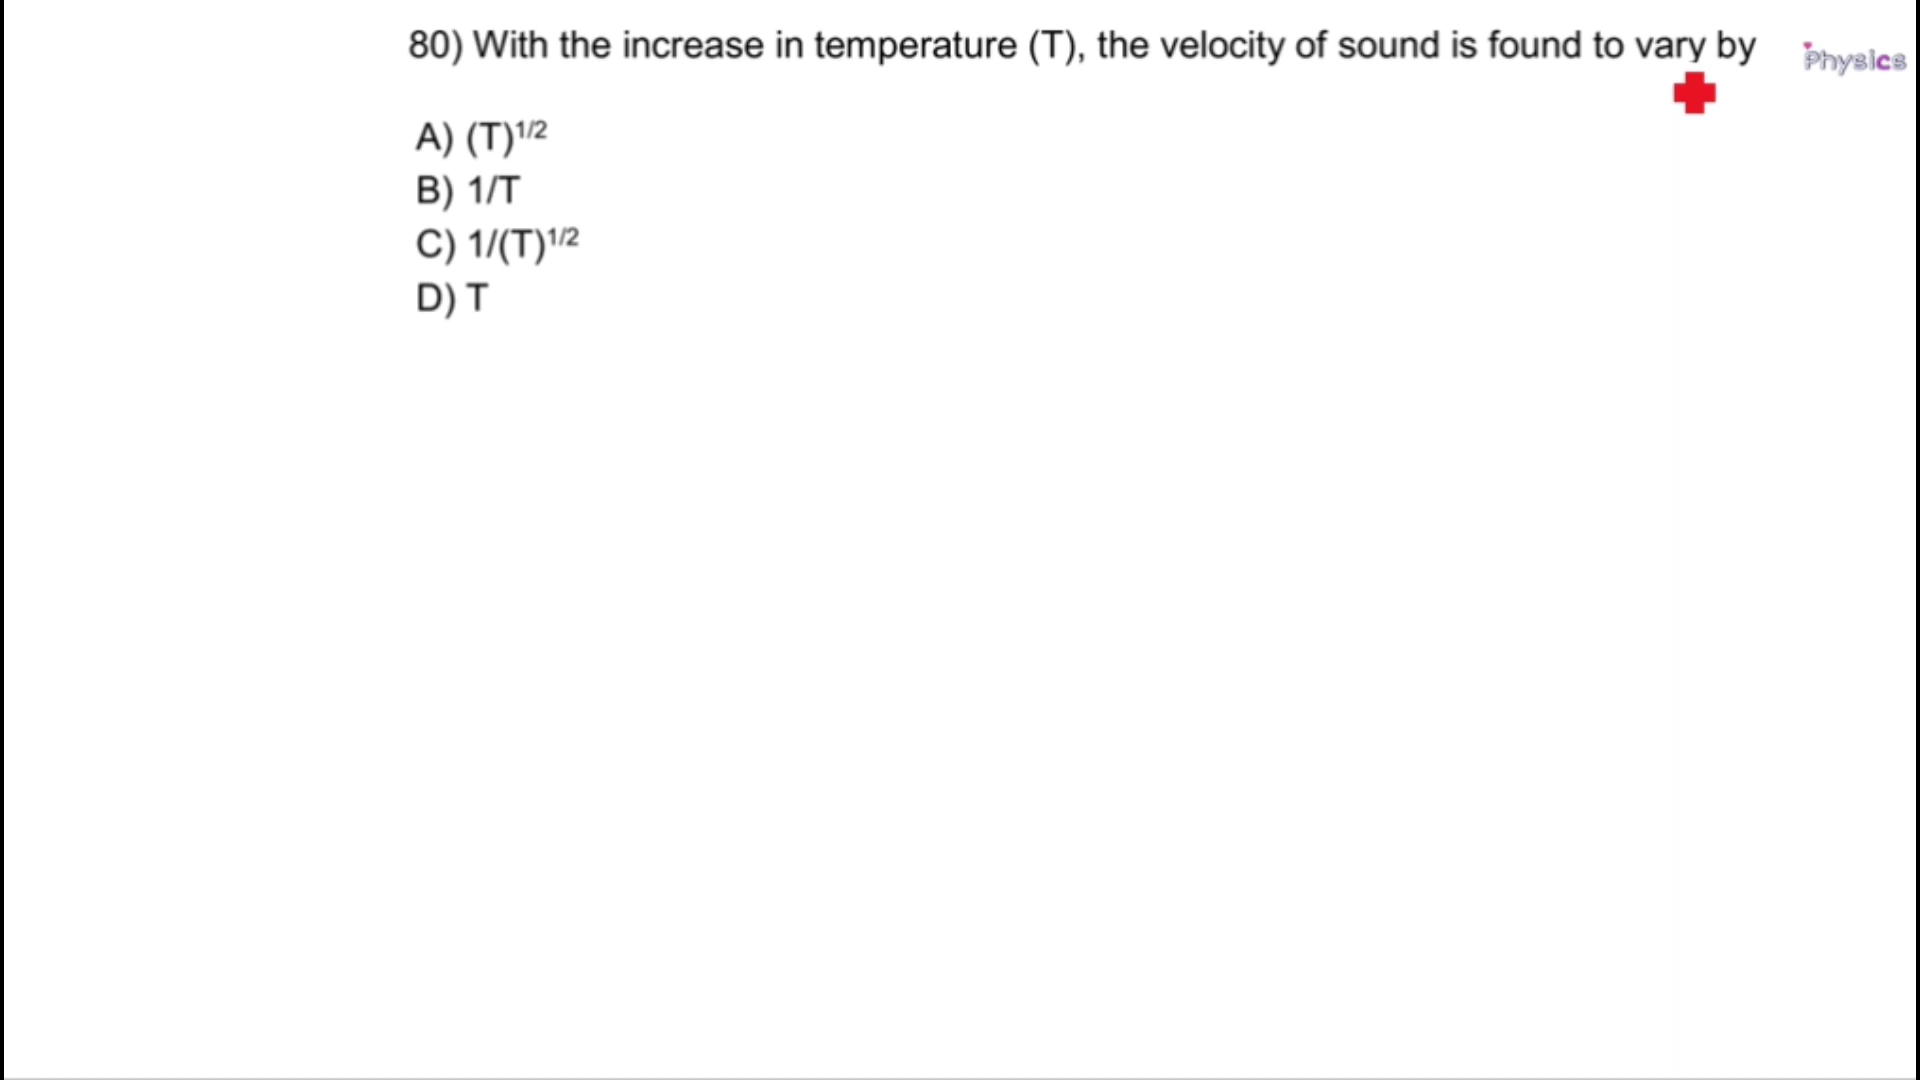 80) With the increase in temperature (T), the velocity of sound is found to vary by
Physics
A) (T)^1/2
B) 1/T
C) 1/(T)^1/2
D) T